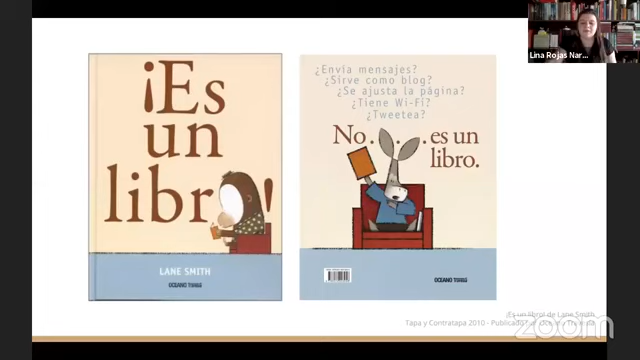 ¡Es
un
libro!
LANE SMITH
OCEANO Travesía
¿Envía mensajes?
¿Sirve como blog?
¿Se ajusta la página?
¿Tiene Wi-Fi?
¿Tweetea?
No. . . .es un
libro.
OCEANO Travesía
¡Es un libro! de Lane Smith
Tapa y Contratapa 2010 - Publicada
Lina Rojas Nar...
zoom